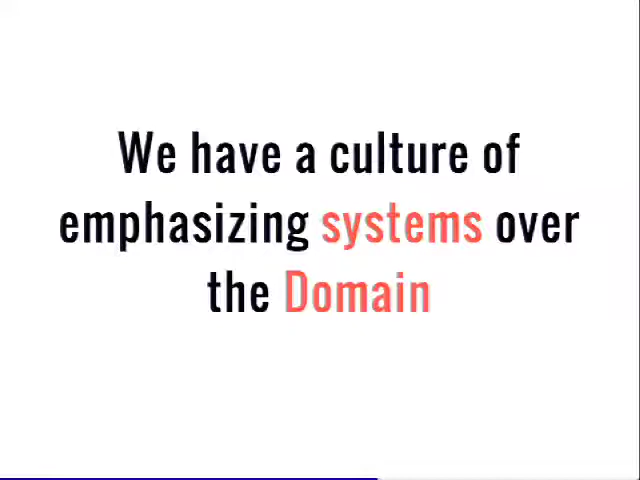 We have a culture of
emphasizing systems over
the Domain